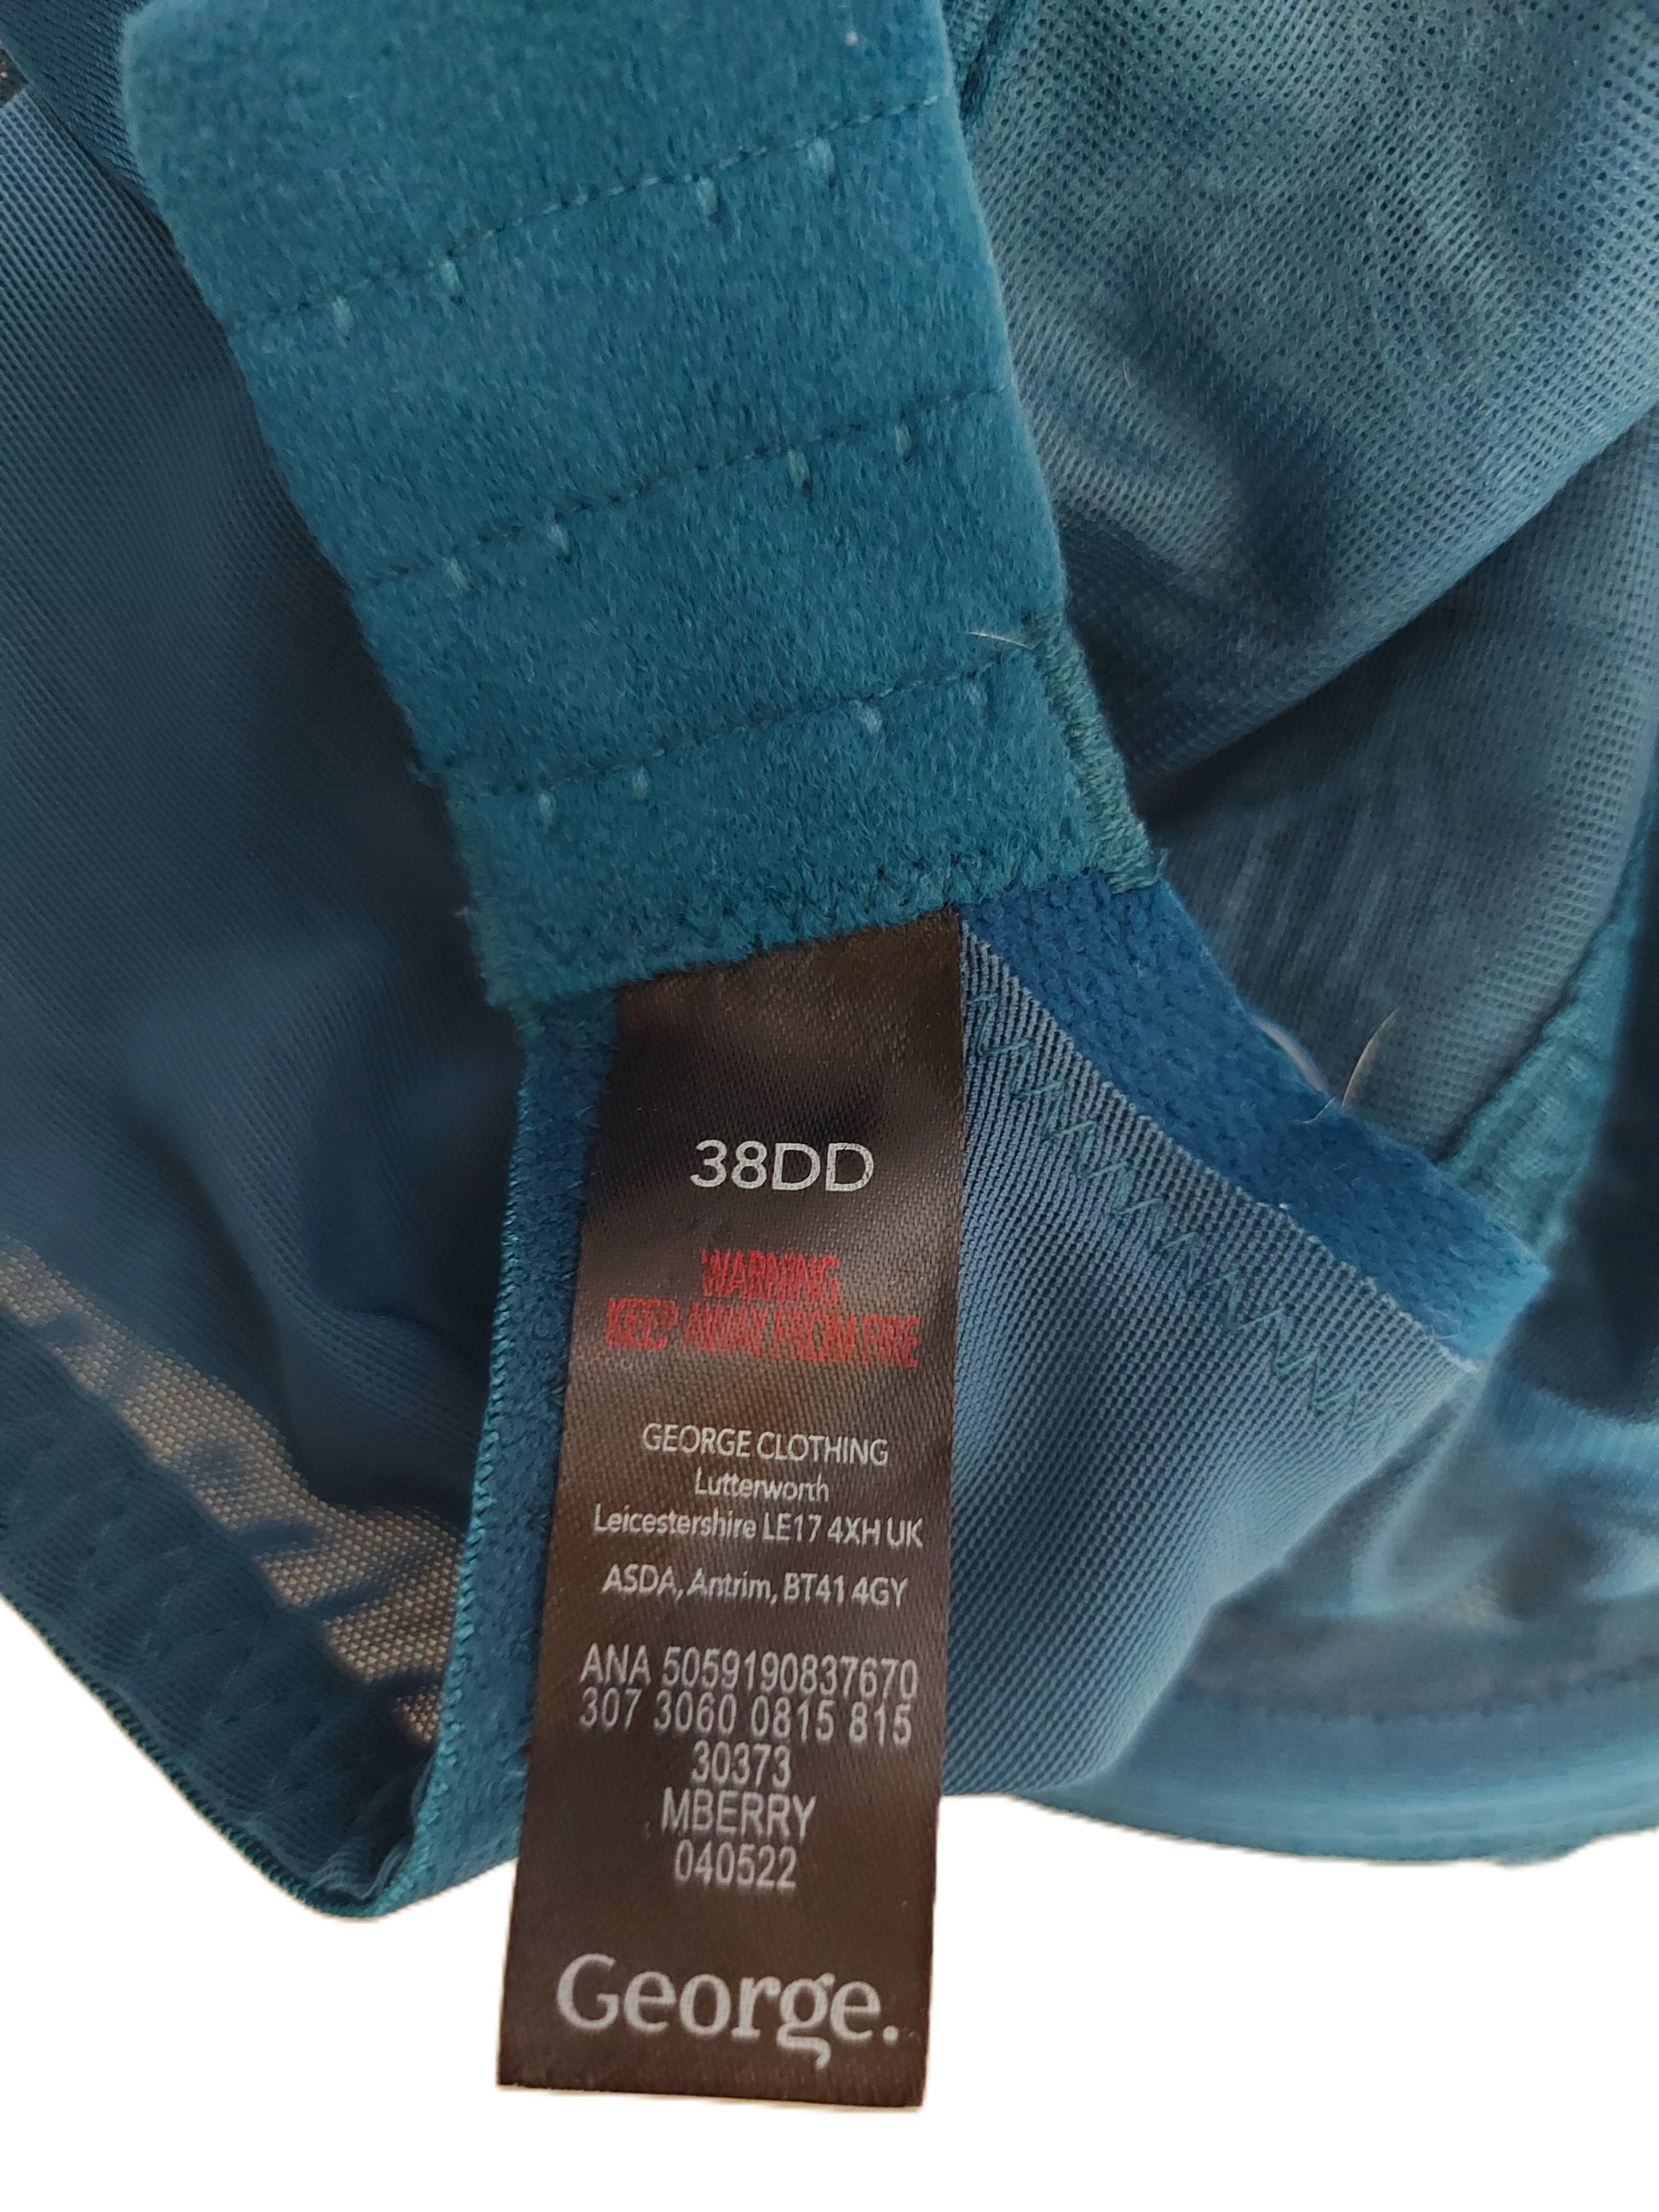 38DD
WARNING
KEEP AWAY FROM FIRE
GEORGE CLOTHING
Lutterworth
Leicestershire LE17 4XH UK
ASDA, Antrim, BT41 4GY
ANA 5059190837670
307 3060 0815 815
30373
MBERRY
040522
George.